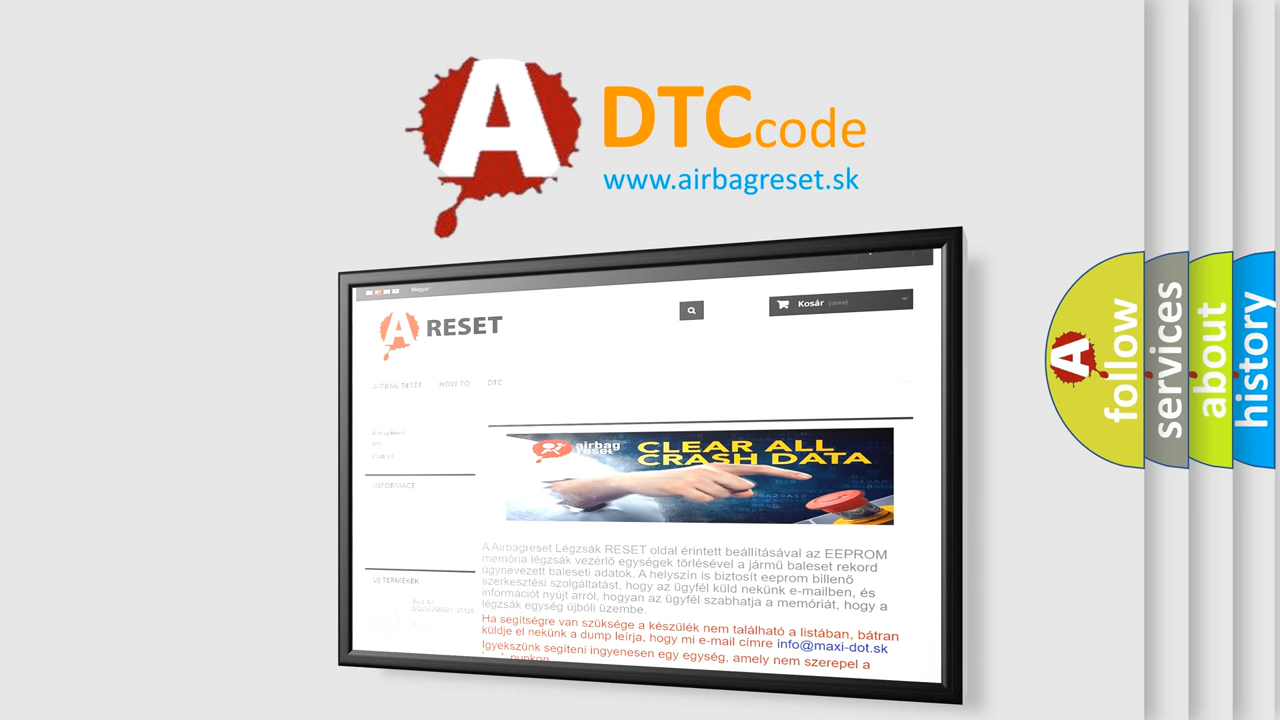 A DTC code
www.airbagreset.sk
Magyar
Kosár (üres)
A RESET
AIRBAG RESET HOW TO DTC
INFORMACE
ÚJ TERMÉKEK
airbag
reset
CLEAR ALL
CRASH DATA
A Airbagreset Légzsák RESET oldal érintett beállításával az EEPROM
memória légzsák vezérlő egységek törlésével a jármű baleset rekord
úgynevezett baleseti adatok. A helyszín is biztosít eeprom billenő
szerkesztési szolgáltatást, hogy az ügyfél küld nekünk e-mailben, és
információt nyújt arról, hogyan az ügyfél szabhatja a memóriát, hogy a
légzsák egység újbóli üzembe.
Ha segítségre van szüksége a készülék nem található a listában, bátran
küldje el nekünk a dump leírja, hogy mi e-mail címre info@maxi-dot.sk
Igyekszünk segíteni ingyenesen egy egység, amely nem szerepel a
A follow
services
about
history